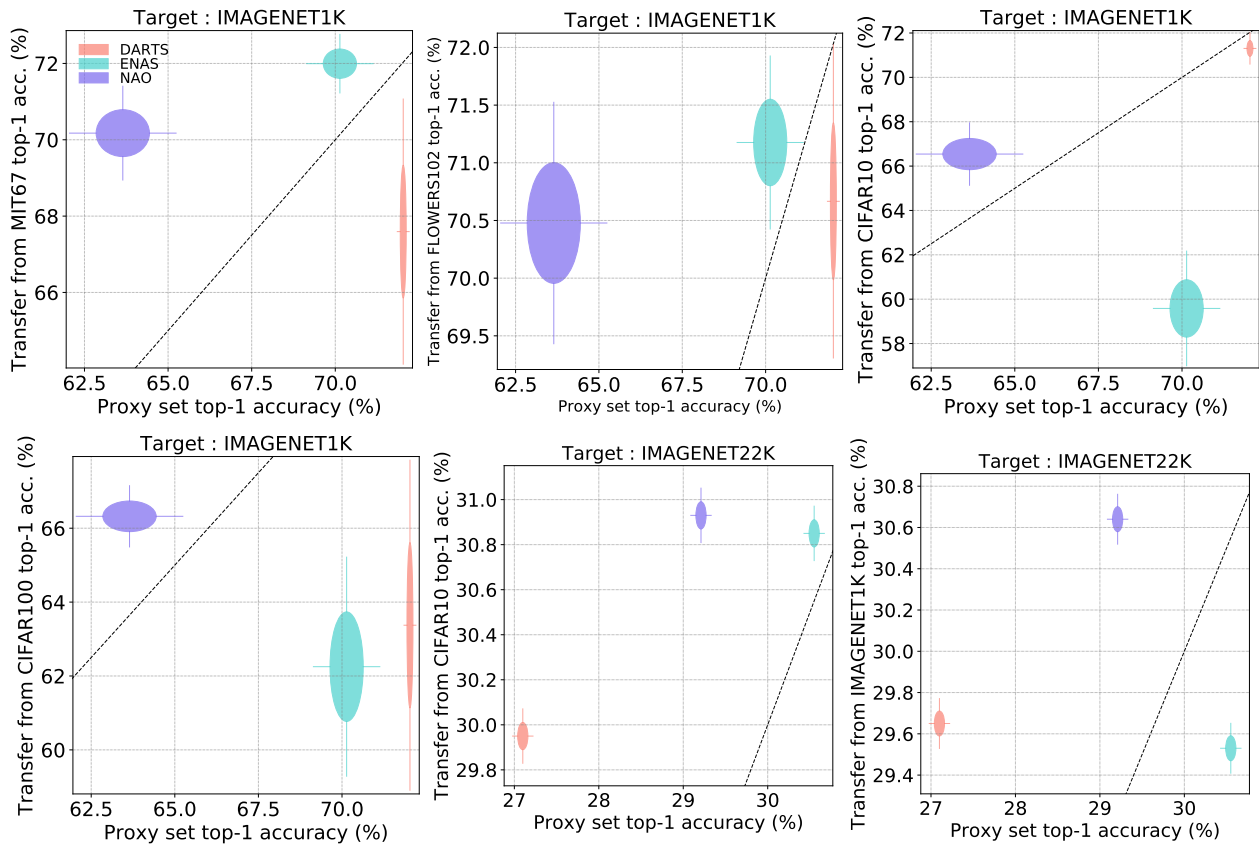 Target : IMAGENET1K
Transfer from MIT67 top-1 acc. (%)
DARTS
ENAS
NAO
72
70
68
66
62.5 65.0 67.5 70.0
Proxy set top-1 accuracy (%)
Target : IMAGENET1K
Transfer from FLOWERS102 top-1 acc. (%)
72.0
71.5
71.0
70.5
70.0
69.5
62.5 65.0 67.5 70.0
Proxy set top-1 accuracy (%)
Target : IMAGENET1K
Transfer from CIFAR10 top-1 acc. (%)
72
70
68
66
64
62
60
58
62.5 65.0 67.5 70.0
Proxy set top-1 accuracy (%)
Target : IMAGENET1K
Transfer from CIFAR100 top-1 acc. (%)
66
64
62
60
62.5 65.0 67.5 70.0
Proxy set top-1 accuracy (%)
Target : IMAGENET22K
Transfer from CIFAR10 top-1 acc. (%)
31.0
30.8
30.6
30.4
30.2
30.0
29.8
27 28 29 30
Proxy set top-1 accuracy (%)
Target : IMAGENET22K
Transfer from IMAGENET1K top-1 acc. (%)
30.8
30.6
30.4
30.2
30.0
29.8
29.6
29.4
27 28 29 30
Proxy set top-1 accuracy (%)